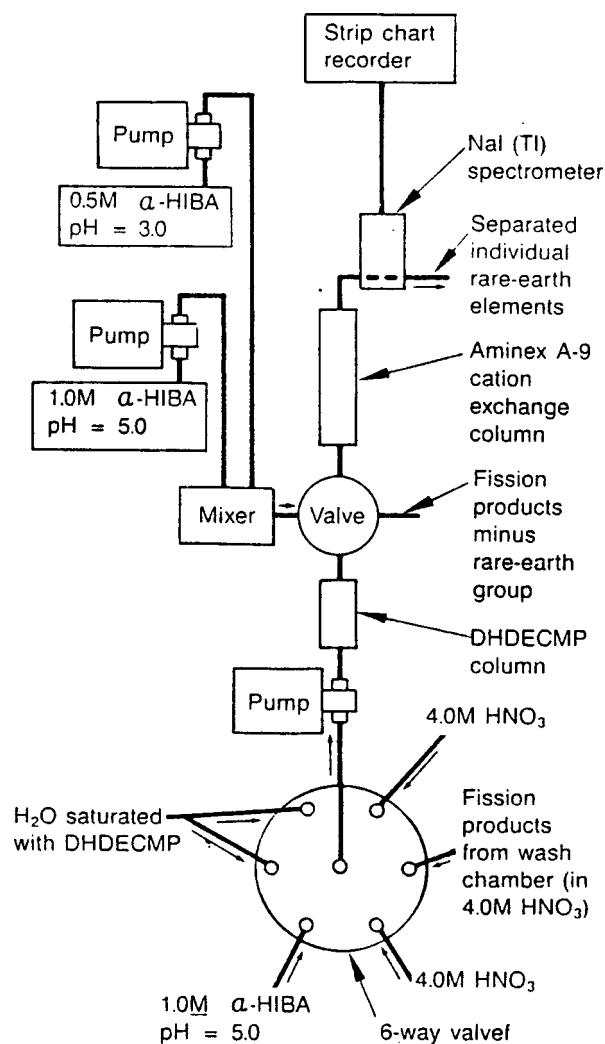 Strip chart
recorder
Pump
NaI (Tl)
spectrometer
0.5M α-HIBA
pH = 3.0
Separated
individual
rare-earth
elements
Pump
Aminex A-9
cation
exchange
column
1.0M α-HIBA
pH = 5.0
Mixer
Valve
Fission
products
minus
rare-earth
group
DHDECMP
column
Pump
4.0M HNO₃
H₂O saturated
with DHDECMP
Fission
products
from wash
chamber (in
4.0M HNO₃)
4.0M HNO₃
1.0M α-HIBA
pH = 5.0
6-way valvef